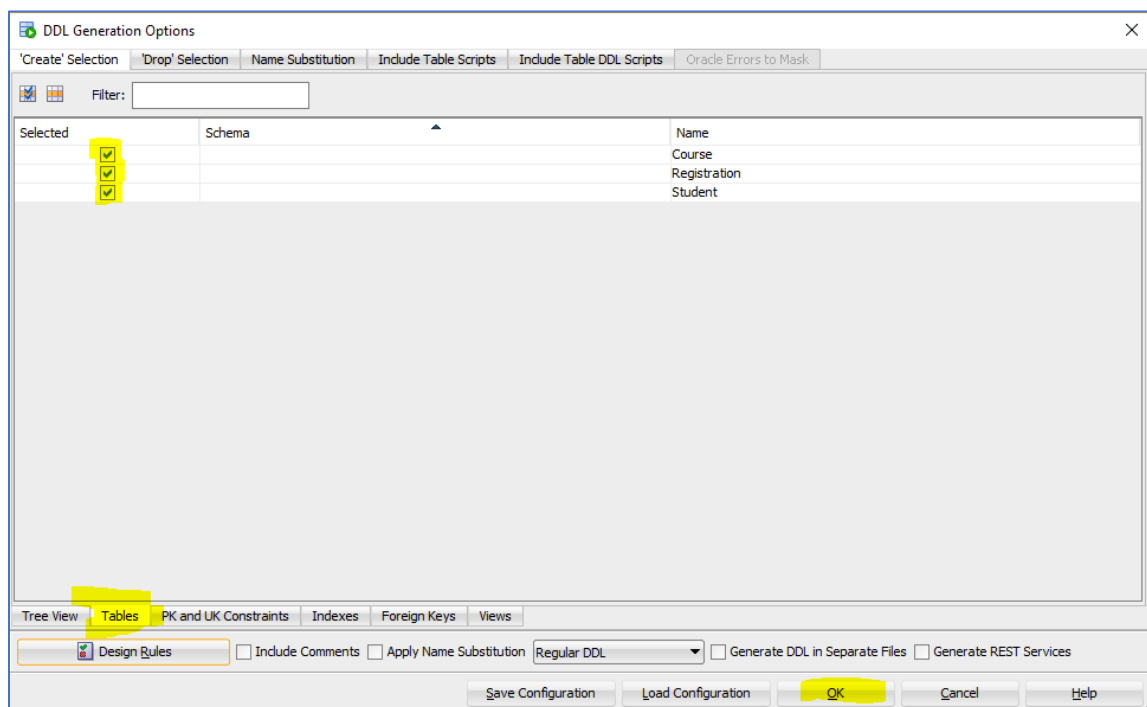 DDL Generation Options
'Create' Selection 'Drop' Selection Name Substitution Include Table Scripts Include Table DDL Scripts Oracle Errors to Mask
Filter:
Selected Schema Name
Course
Registration
Student
Tree View Tables PK and UK Constraints Indexes Foreign Keys Views
Design Rules Include Comments Apply Name Substitution Regular DDL Generate DDL in Separate Files Generate REST Services
Save Configuration Load Configuration OK Cancel Help